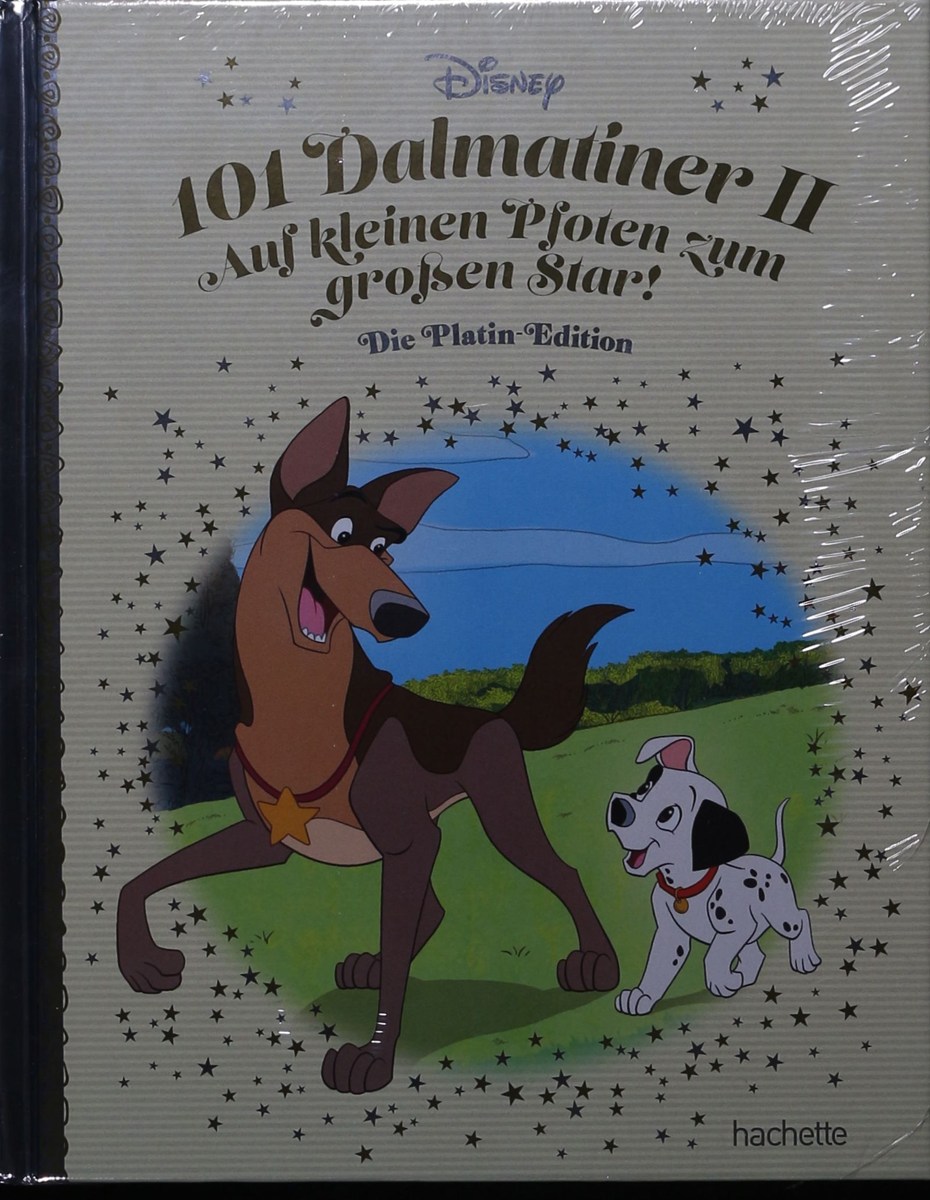 Disney
101 Dalmatiner II
Auf kleinen Pfoten zum
großen Star!
Die Platin-Edition
hachette